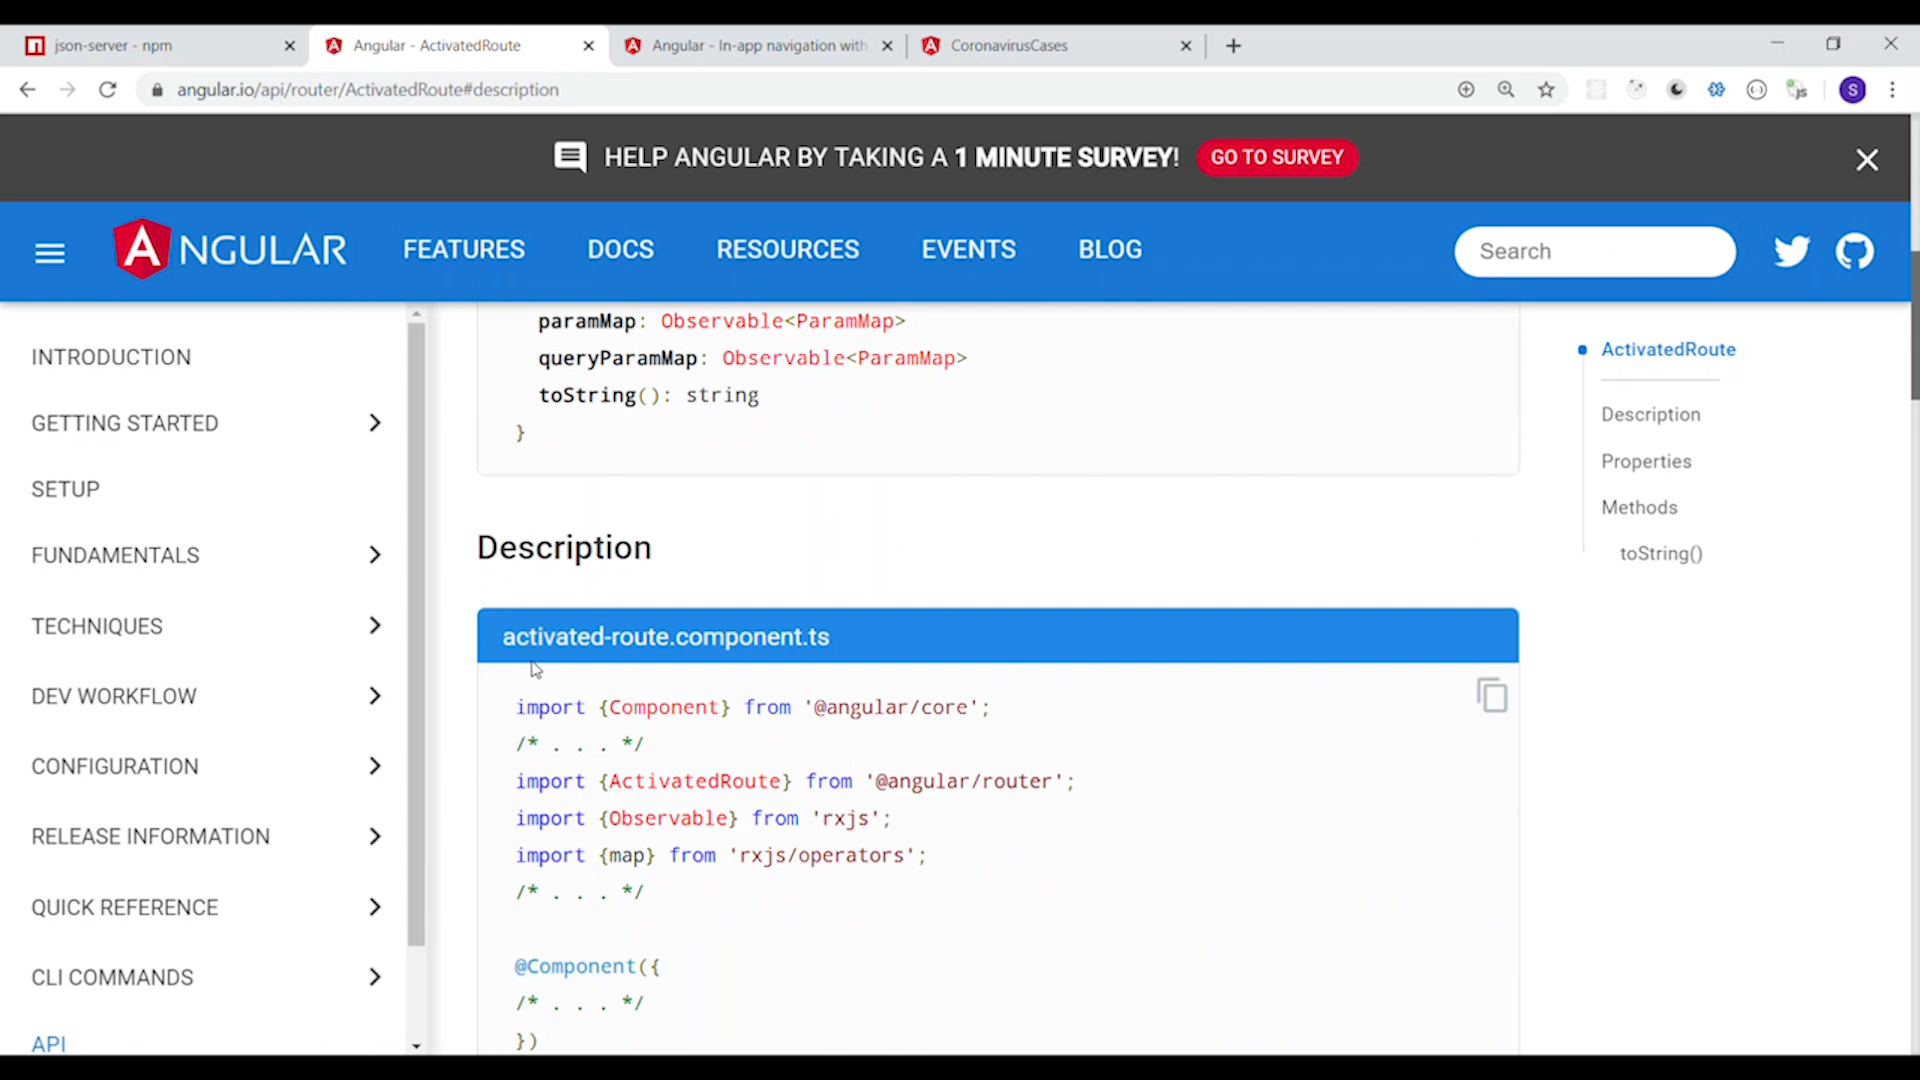 json-server - npm
Angular - ActivatedRoute
Angular - In-app navigation with
CoronavirusCases
angular.io/api/router/ActivatedRoute#description
JS
S
HELP ANGULAR BY TAKING A 1 MINUTE SURVEY!
GO TO SURVEY
ANGULAR
FEATURES
DOCS
RESOURCES
EVENTS
BLOG
Search
INTRODUCTION
GETTING STARTED
SETUP
FUNDAMENTALS
TECHNIQUES
DEV WORKFLOW
CONFIGURATION
RELEASE INFORMATION
QUICK REFERENCE
CLI COMMANDS
API
paramMap: Observable<ParamMap>
queryParamMap: Observable<ParamMap>
toString(): string
}
Description
activated-route.component.ts
import {Component} from '@angular/core';
/* . . . */
import {ActivatedRoute} from '@angular/router';
import {Observable} from 'rxjs';
import {map} from 'rxjs/operators';
/* . . . */
@Component({
/* . . . */
})
ActivatedRoute
Description
Properties
Methods
toString()